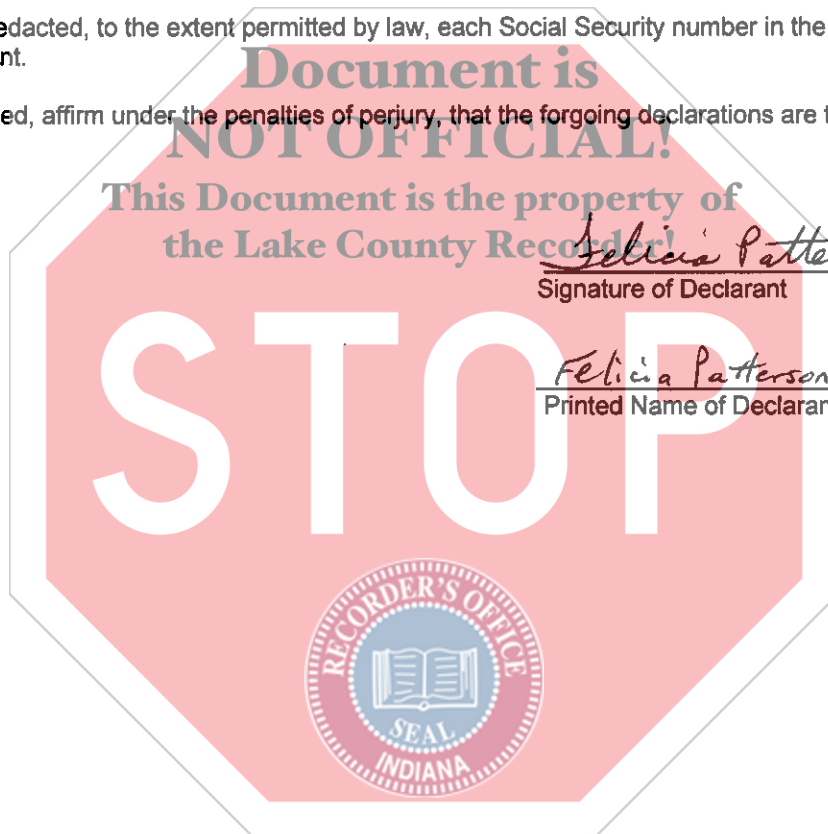 edacted, to the extent permitted by law, each Social Security number in the
nt.
Document is
ed, affirm under the penalties of perjury, that the forgoing declarations are t
NOT OFFICIAL!
This Document is the property of
the Lake County Recorder!
Felicia Patte
Signature of Declarant
Felicia Patterson
Printed Name of Declaran
STOP
RECORDER'S OFFICE
SEAL
INDIANA